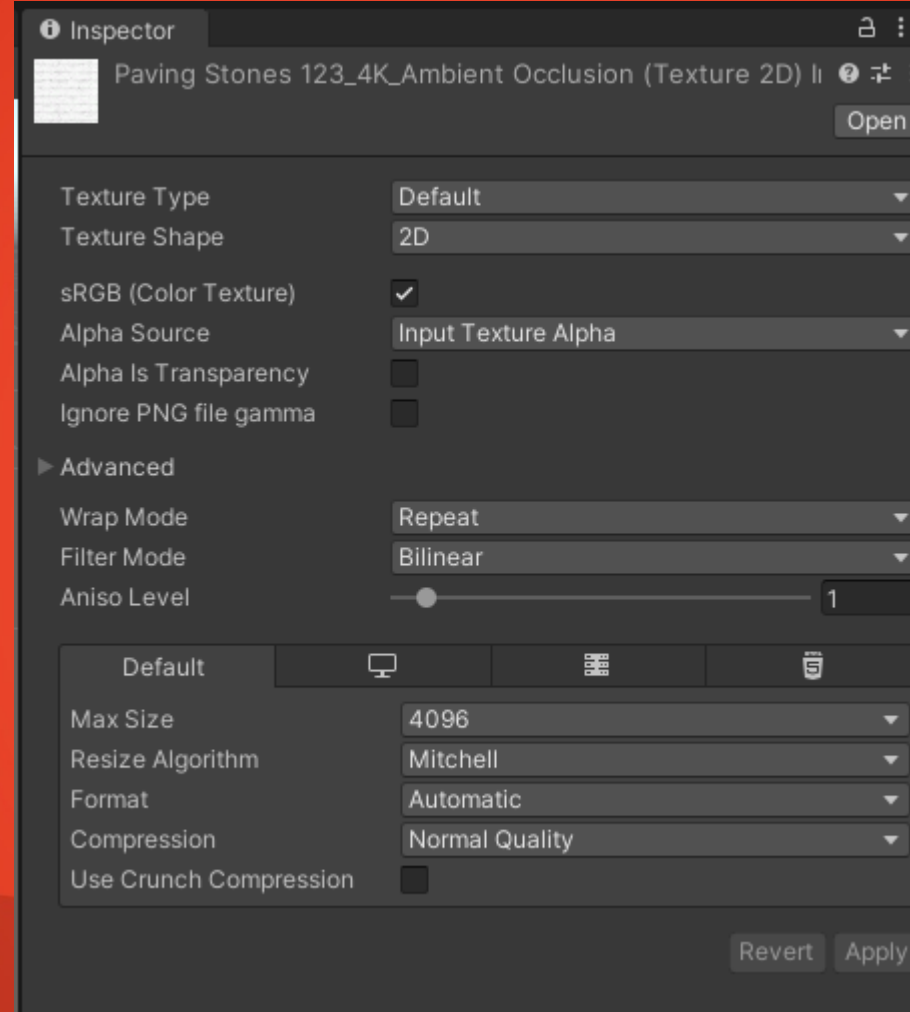 Inspector
Paving Stones 123_4K_Ambient Occlusion (Texture 2D) I
Open
Texture Type Default
Texture Shape 2D
sRGB (Color Texture)
Alpha Source Input Texture Alpha
Alpha Is Transparency
Ignore PNG file gamma
Advanced
Wrap Mode Repeat
Filter Mode Bilinear
Aniso Level 1
Default
Max Size 4096
Resize Algorithm Mitchell
Format Automatic
Compression Normal Quality
Use Crunch Compression
Revert Apply